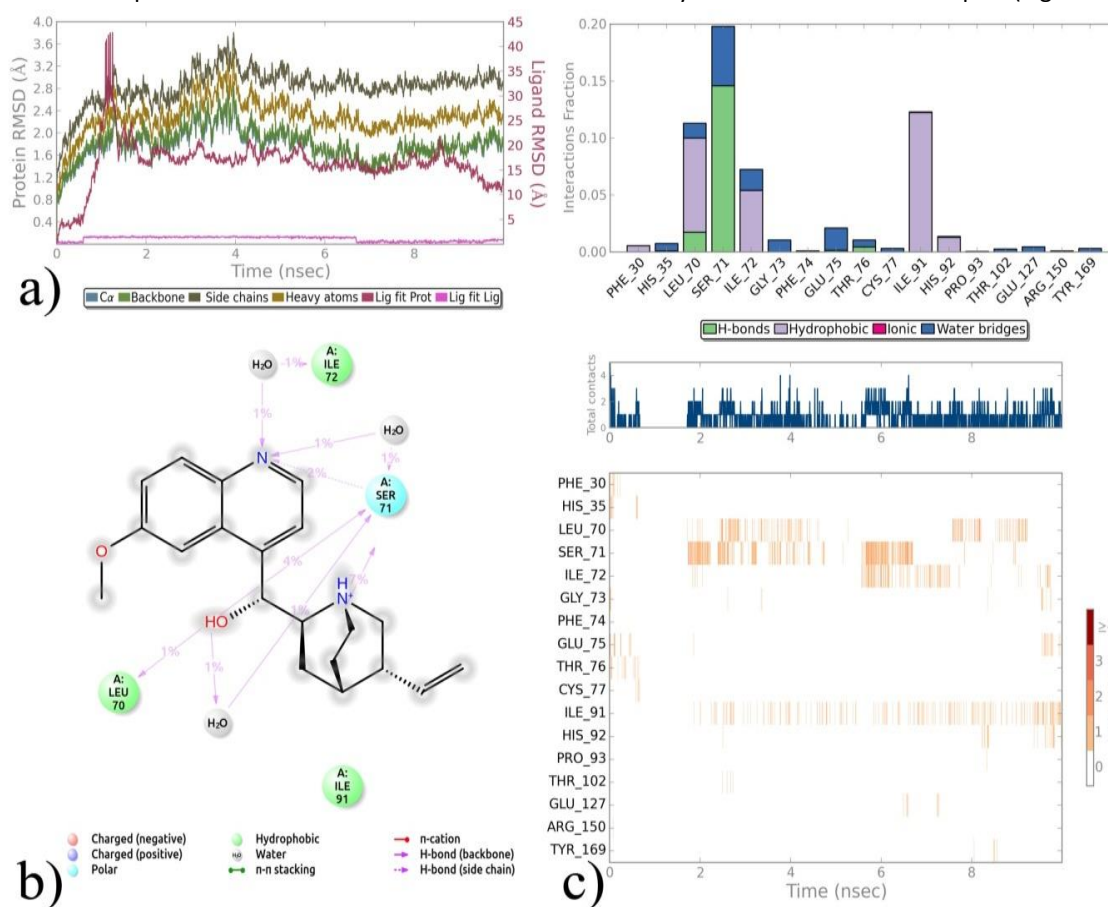 4.0
3.6
3.2
2.8
2.4
2.0
1.6
1.2
0.8
0.4
Protein RMSD (Å)
45
40
35
30
25
20
15
10
5
Ligand RMSD (Å)
0 2 4 6 8
Time (nsec)
Cα Backbone Side chains Heavy atoms Lig fit Prot Lig fit Lig
a)
Interactions Fraction
0.20
0.15
0.10
0.05
0.00
PHE_30
HIS_35
LEU_70
SER_71
ILE_72
GLY_73
PHE_74
GLU_75
THR_76
CYS_77
ILE_91
HIS_92
PRO_93
THR_102
GLU_127
ARG_150
TYR_169
H-bonds Hydrophobic Ionic Water bridges
H₂O
1%
A:
ILE
72
1%
1%
H₂O
1%
N
2%
A:
SER
71
O
4%
7%
H
N⁺
1%
HO
1%
1%
A:
LEU
70
H₂O
A:
ILE
91
Charged (negative)
Charged (positive)
Polar
Hydrophobic
H₂O
Water
π-π stacking
π-cation
H-bond (backbone)
H-bond (side chain)
b)
Total contacts
4
2
0
0 2 4 6 8
PHE_30
HIS_35
LEU_70
SER_71
ILE_72
GLY_73
PHE_74
GLU_75
THR_76
CYS_77
ILE_91
HIS_92
PRO_93
THR_102
GLU_127
ARG_150
TYR_169
0 2 4 6 8
Time (nsec)
≥
3
2
1
0
c)